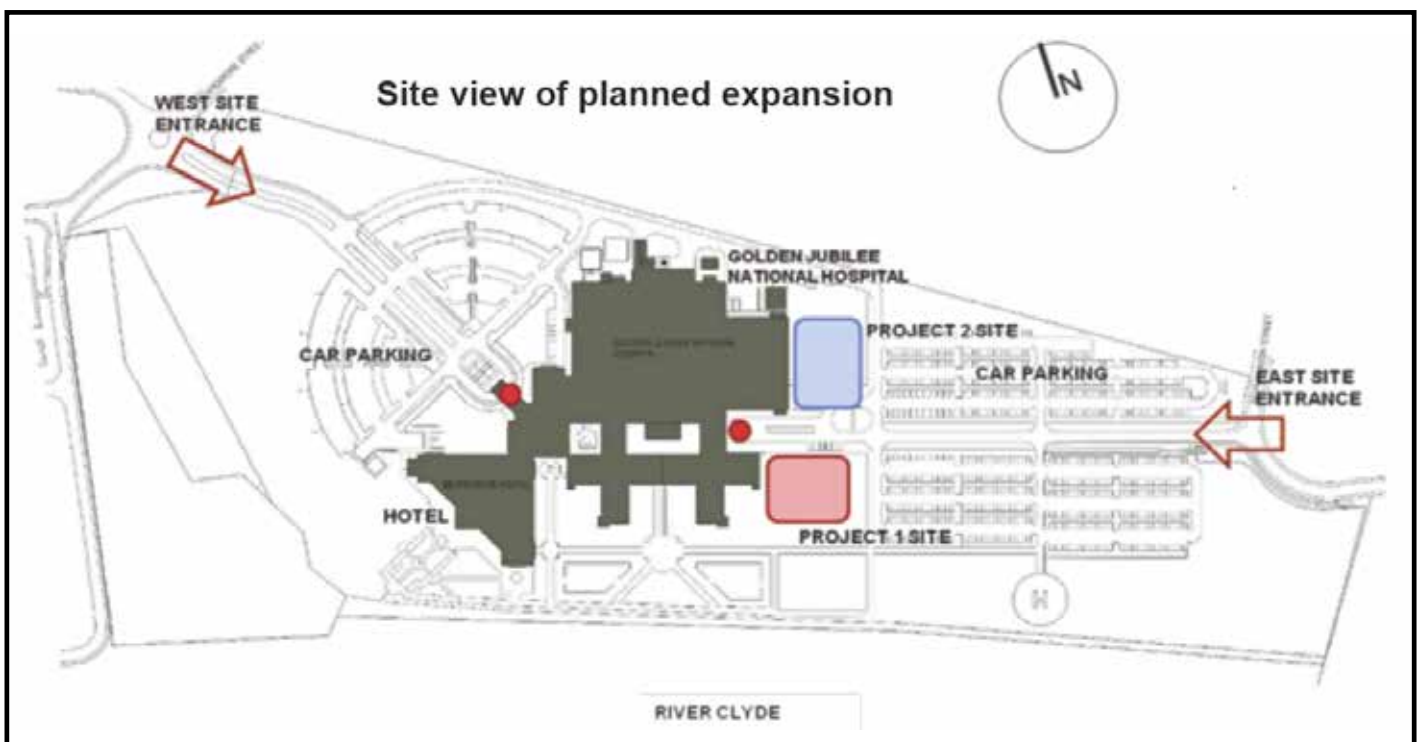 Site view of planned expansion
N
WEST SITE
ENTRANCE
GOLDEN JUBILEE
NATIONAL HOSPITAL
PROJECT 2 SITE
CAR PARKING
CAR PARKING
EAST SITE
ENTRANCE
HOTEL
PROJECT 1 SITE
H
RIVER CLYDE